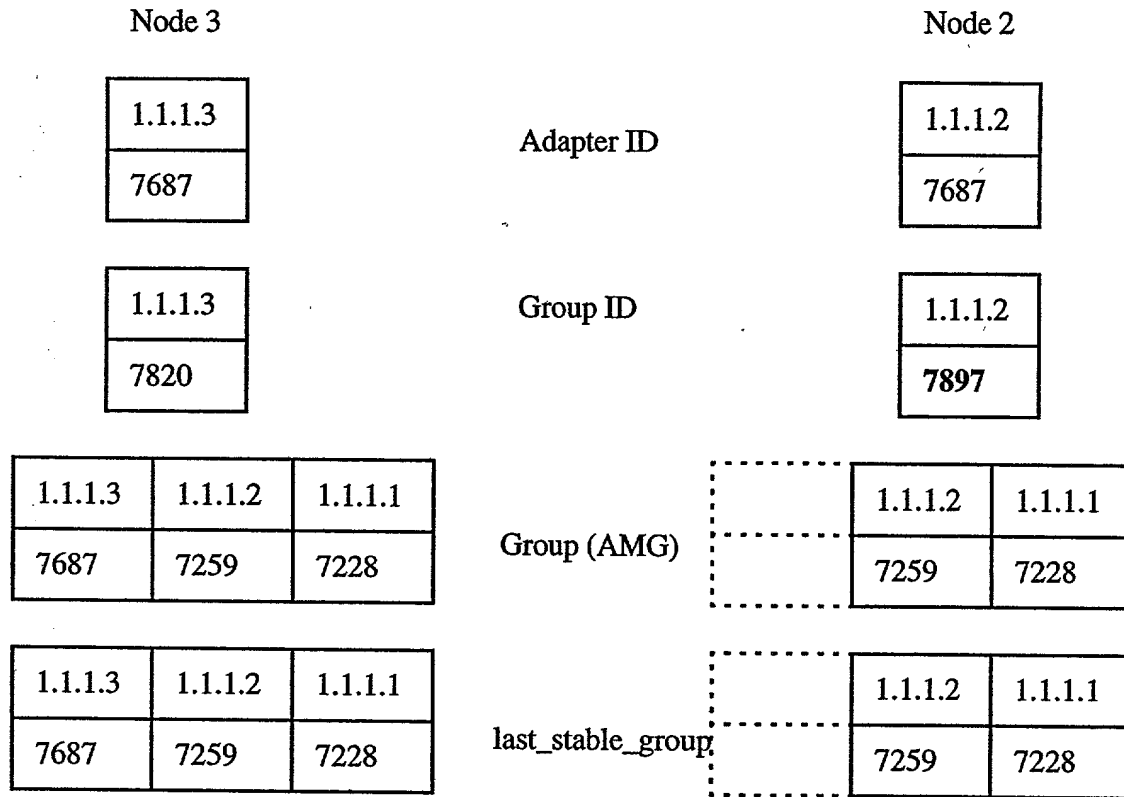 Node 3 Node 2
1.1.1.3 1.1.1.2
Adapter ID
7687 7687
1.1.1.3 Group ID 1.1.1.2
7820 7897
1.1.1.3 1.1.1.2 1.1.1.1 1.1.1.2 1.1.1.1
Group (AMG)
7687 7259 7228 7259 7228
1.1.1.3 1.1.1.2 1.1.1.1 1.1.1.2 1.1.1.1
last_stable_group
7687 7259 7228 7259 7228